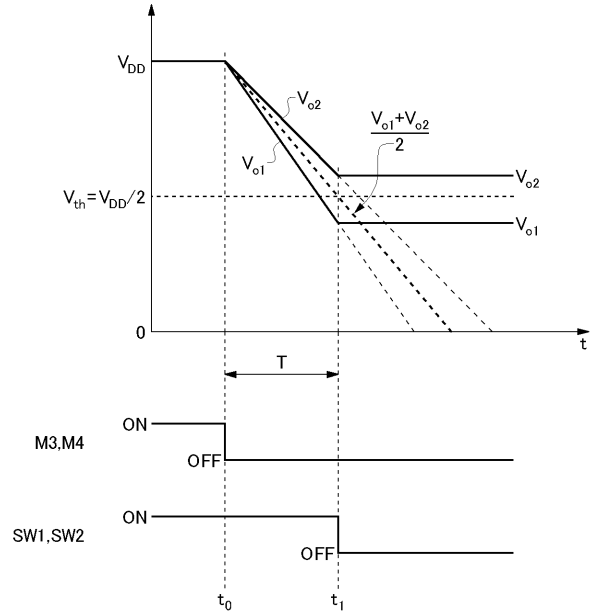 V_DD
V_o2
V_o1
(V_o1+V_o2)/2
V_th=V_DD/2
V_o2
V_o1
0
t
T
M3,M4
ON
OFF
SW1,SW2
ON
OFF
t_0
t_1